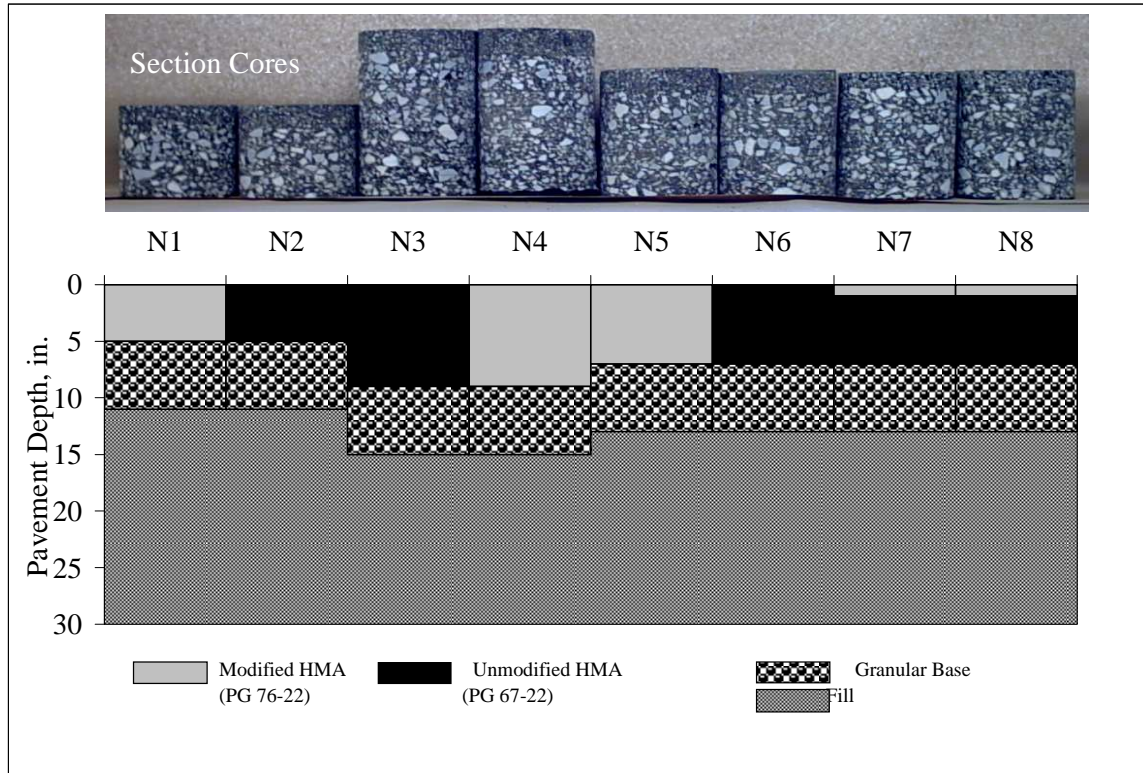 Section Cores
N1 N2 N3 N4 N5 N6 N7 N8
0
5
10
15
20
25
30
Pavement Depth, in.
Modified HMA
(PG 76-22)
Unmodified HMA
(PG 67-22)
Granular Base
Fill